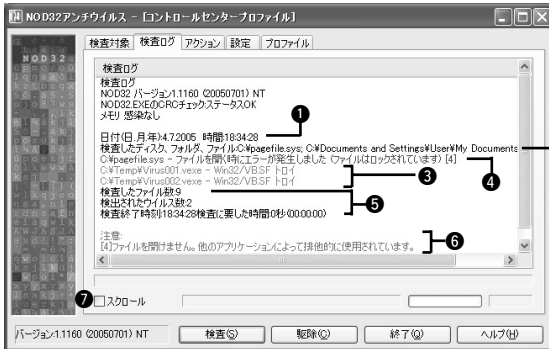 NOD32アンチウイルス - [コントロールセンタープロファイル]
検査対象 検査ログ アクション 設定 プロファイル
NOD32
検査ログ
検査ログ
NOD32 バージョン1.1160 (20050701) NT
NOD32.EXEのCRCチェックステータスOK
メモリ 感染なし
❶
日付(日.月.年):4.7.2005 時間18:34:28
検査したディスク、フォルダ、ファイル:C:¥pagefile.sys; C:¥Documents and Settings¥User¥My Documents
C:¥pagefile.sys - ファイルを開く時にエラーが発生しました (ファイルはロックされています) [4]
❹
C:¥Temp¥Virus001.vexe - Win32/VB.SF トロイ
❸
C:¥Temp¥Virus002.vexe - Win32/VB.SF トロイ
検査したファイル数:9
検出されたウイルス数:2
❺
検査終了時刻:18:34:28検査に要した時間:0秒(00:00:00)
注意:
❻
[4]ファイルを開けません。他のアプリケーションによって排他的に使用されています。
❼ スクロール
バージョン:1.1160 (20050701) NT 検査(S) 駆除(C) 終了(Q) ヘルプ(H)